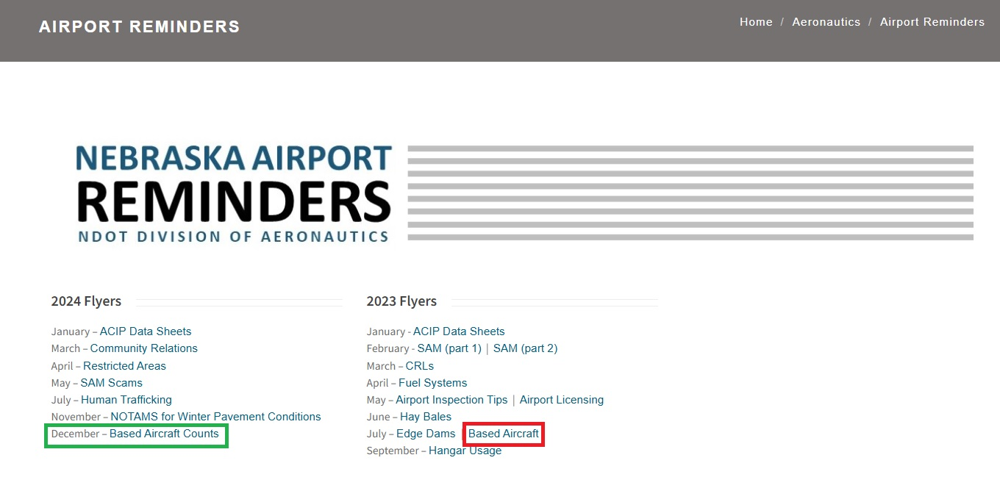 AIRPORT REMINDERS
Home / Aeronautics / Airport Reminders
NEBRASKA AIRPORT
REMINDERS
NDOT DIVISION OF AERONAUTICS
2024 Flyers
January – ACIP Data Sheets
March – Community Relations
April – Restricted Areas
May – SAM Scams
July – Human Trafficking
November – NOTAMS for Winter Pavement Conditions
December – Based Aircraft Counts
2023 Flyers
January - ACIP Data Sheets
February - SAM (part 1) | SAM (part 2)
March – CRLs
April – Fuel Systems
May – Airport Inspection Tips | Airport Licensing
June – Hay Bales
July – Edge Dams | Based Aircraft
September – Hangar Usage